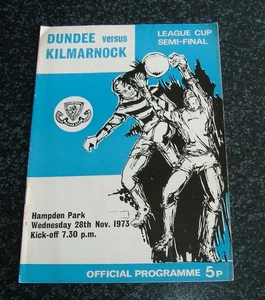 DUNDEE versus
KILMARNOCK
LEAGUE CUP
SEMI-FINAL
Hampden Park
Wednesday 28th Nov. 1973
Kick-off 7.30 p.m.
OFFICIAL PROGRAMME 5p